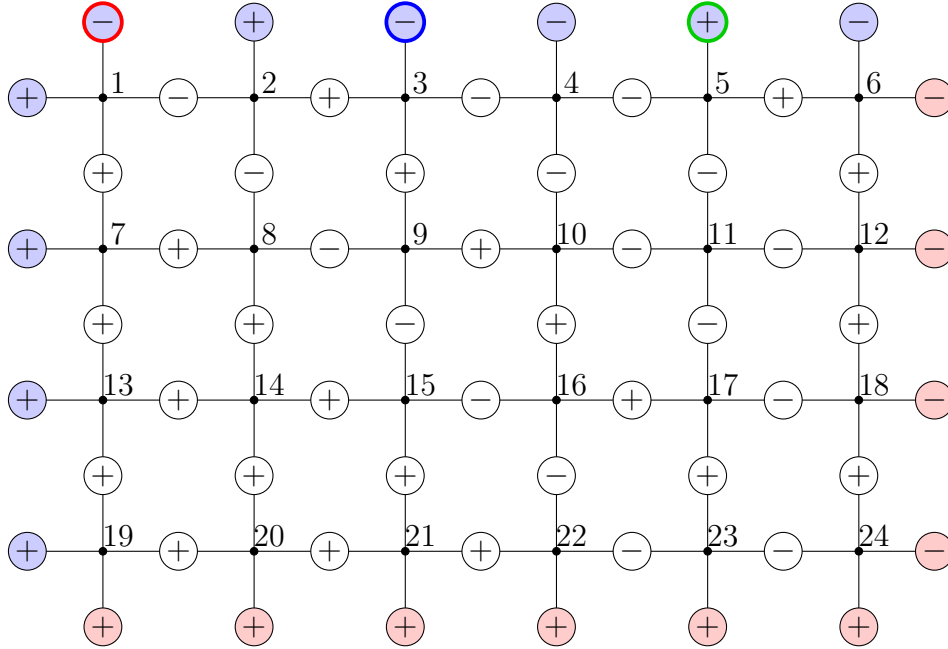 − + − − + −
1 2 3 4 5 6
+ − + − − + −
+ − + − − +
7 8 9 10 11 12
+ + − + − − −
+ + − + − +
13 14 15 16 17 18
+ + + − + − −
+ + + − + +
19 20 21 22 23 24
+ + + + − − −
+ + + + + +